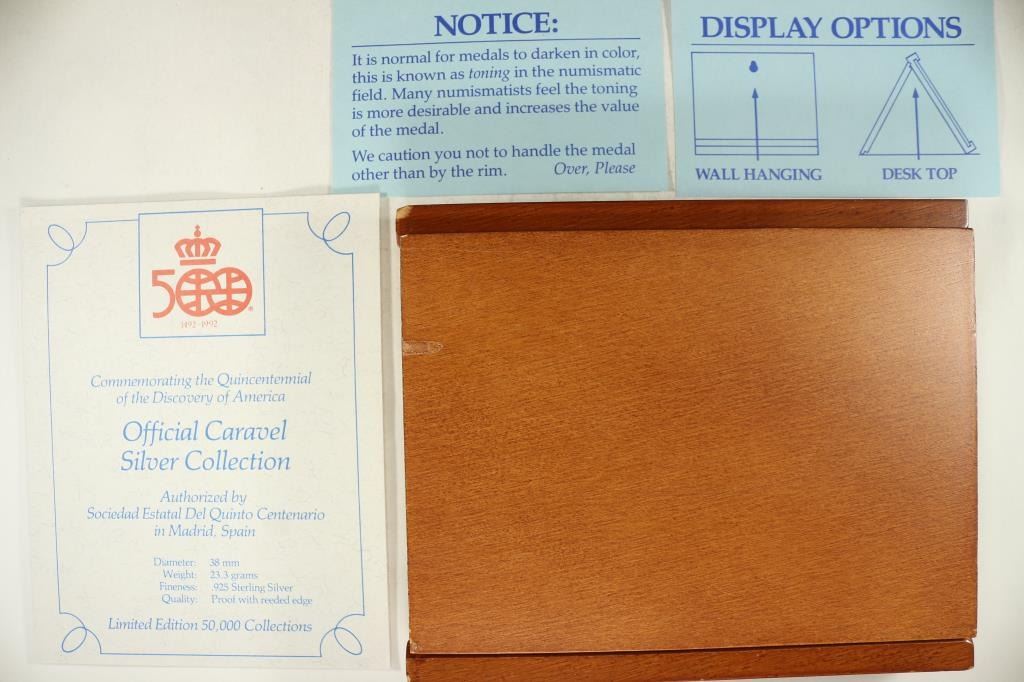 NOTICE:
It is normal for medals to darken in color,
this is known as toning in the numismatic
field. Many numismatists feel the toning
is more desirable and increases the value
of the medal.
We caution you not to handle the medal
other than by the rim. Over, Please
DISPLAY OPTIONS
WALL HANGING
DESK TOP
500®
1492-1992
Commemorating the Quincentennial
of the Discovery of America
Official Caravel
Silver Collection
Authorized by
Sociedad Estatal Del Quinto Centenario
in Madrid, Spain
Diameter: 38 mm
Weight: 23.3 grams
Fineness: .925 Sterling Silver
Quality: Proof with reeded edge
Limited Edition 50,000 Collections